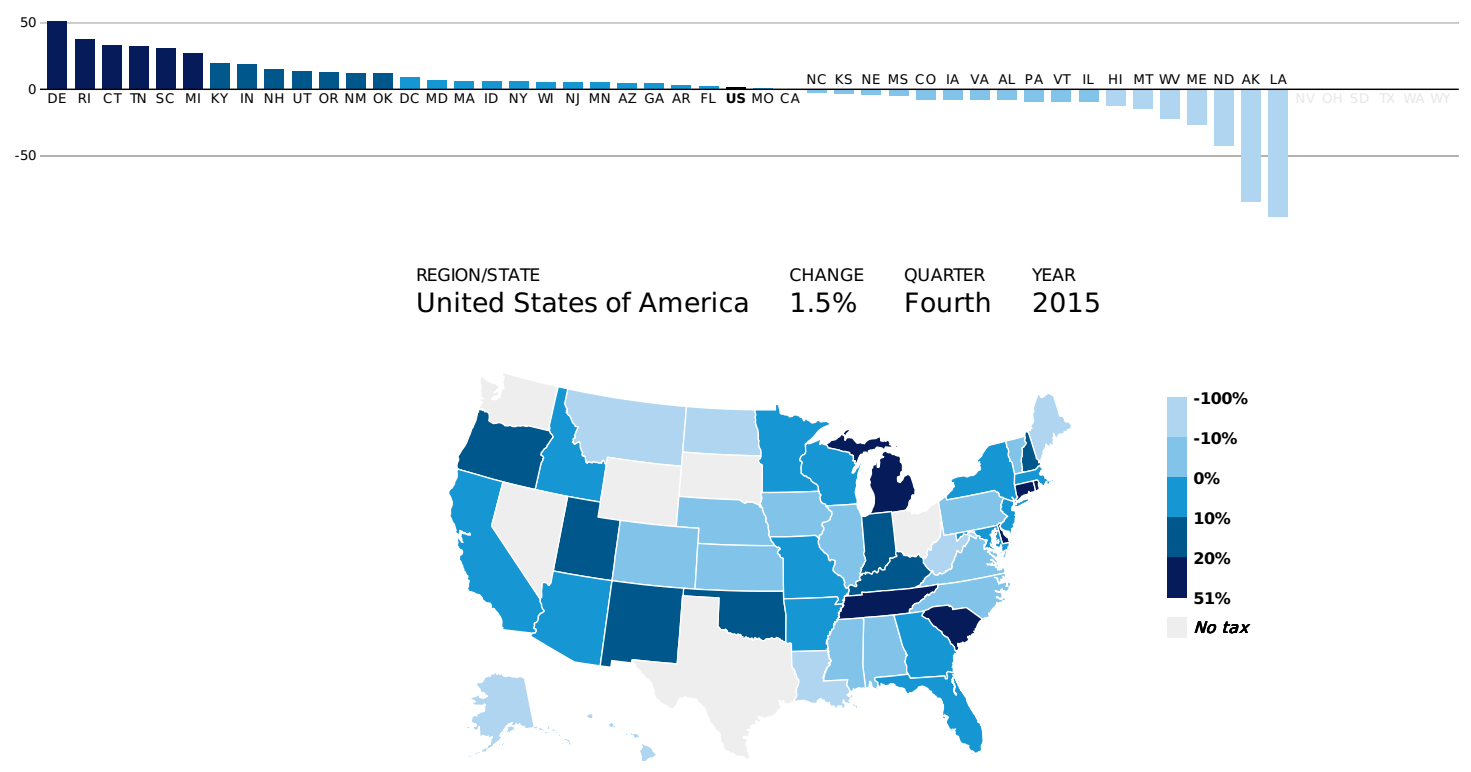 50
NC KS NE MS CO IA VA AL PA VT IL HI MT WV ME ND AK LA
0
DE RI CT TN SC MI KY IN NH UT OR NM OK DC MD MA ID NY WI NJ MN AZ GA AR FL US MO CA NV OH SD TX WA WY
-50
REGION/STATE CHANGE QUARTER YEAR
United States of America 1.5% Fourth 2015
-100%
-10%
0%
10%
20%
51%
No tax